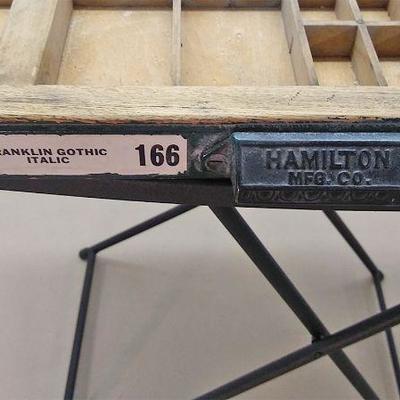 RANKLIN GOTHIC
ITALIC
166
HAMILTON
MFG. CO.